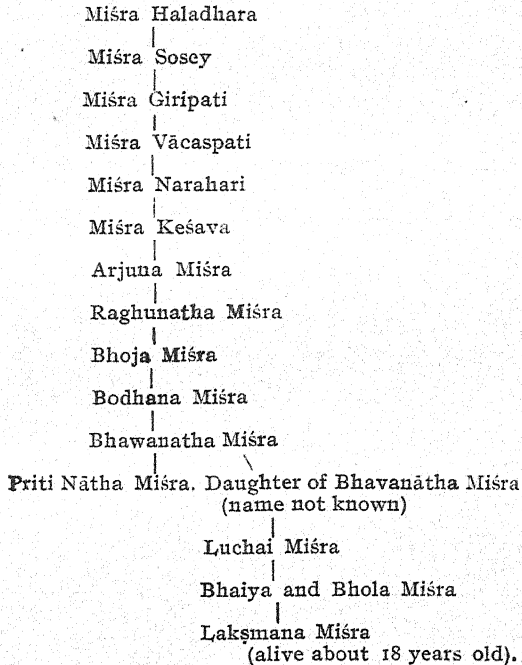 Miśra Haladhara
Miśra Sosey
Miśra Giripati
Miśra Vācaspati
Miśra Narahari
Miśra Keśava
Arjuna Miśra
Raghunatha Miśra
Bhoja Miśra
Bodhana Miśra
Bhawanatha Miśra
Priti Nātha Miśra. Daughter of Bhavanātha Miśra
(name not known)
Luchai Miśra
Bhaiya and Bhola Miśra
Lakṣmana Miśra
(alive about 18 years old).